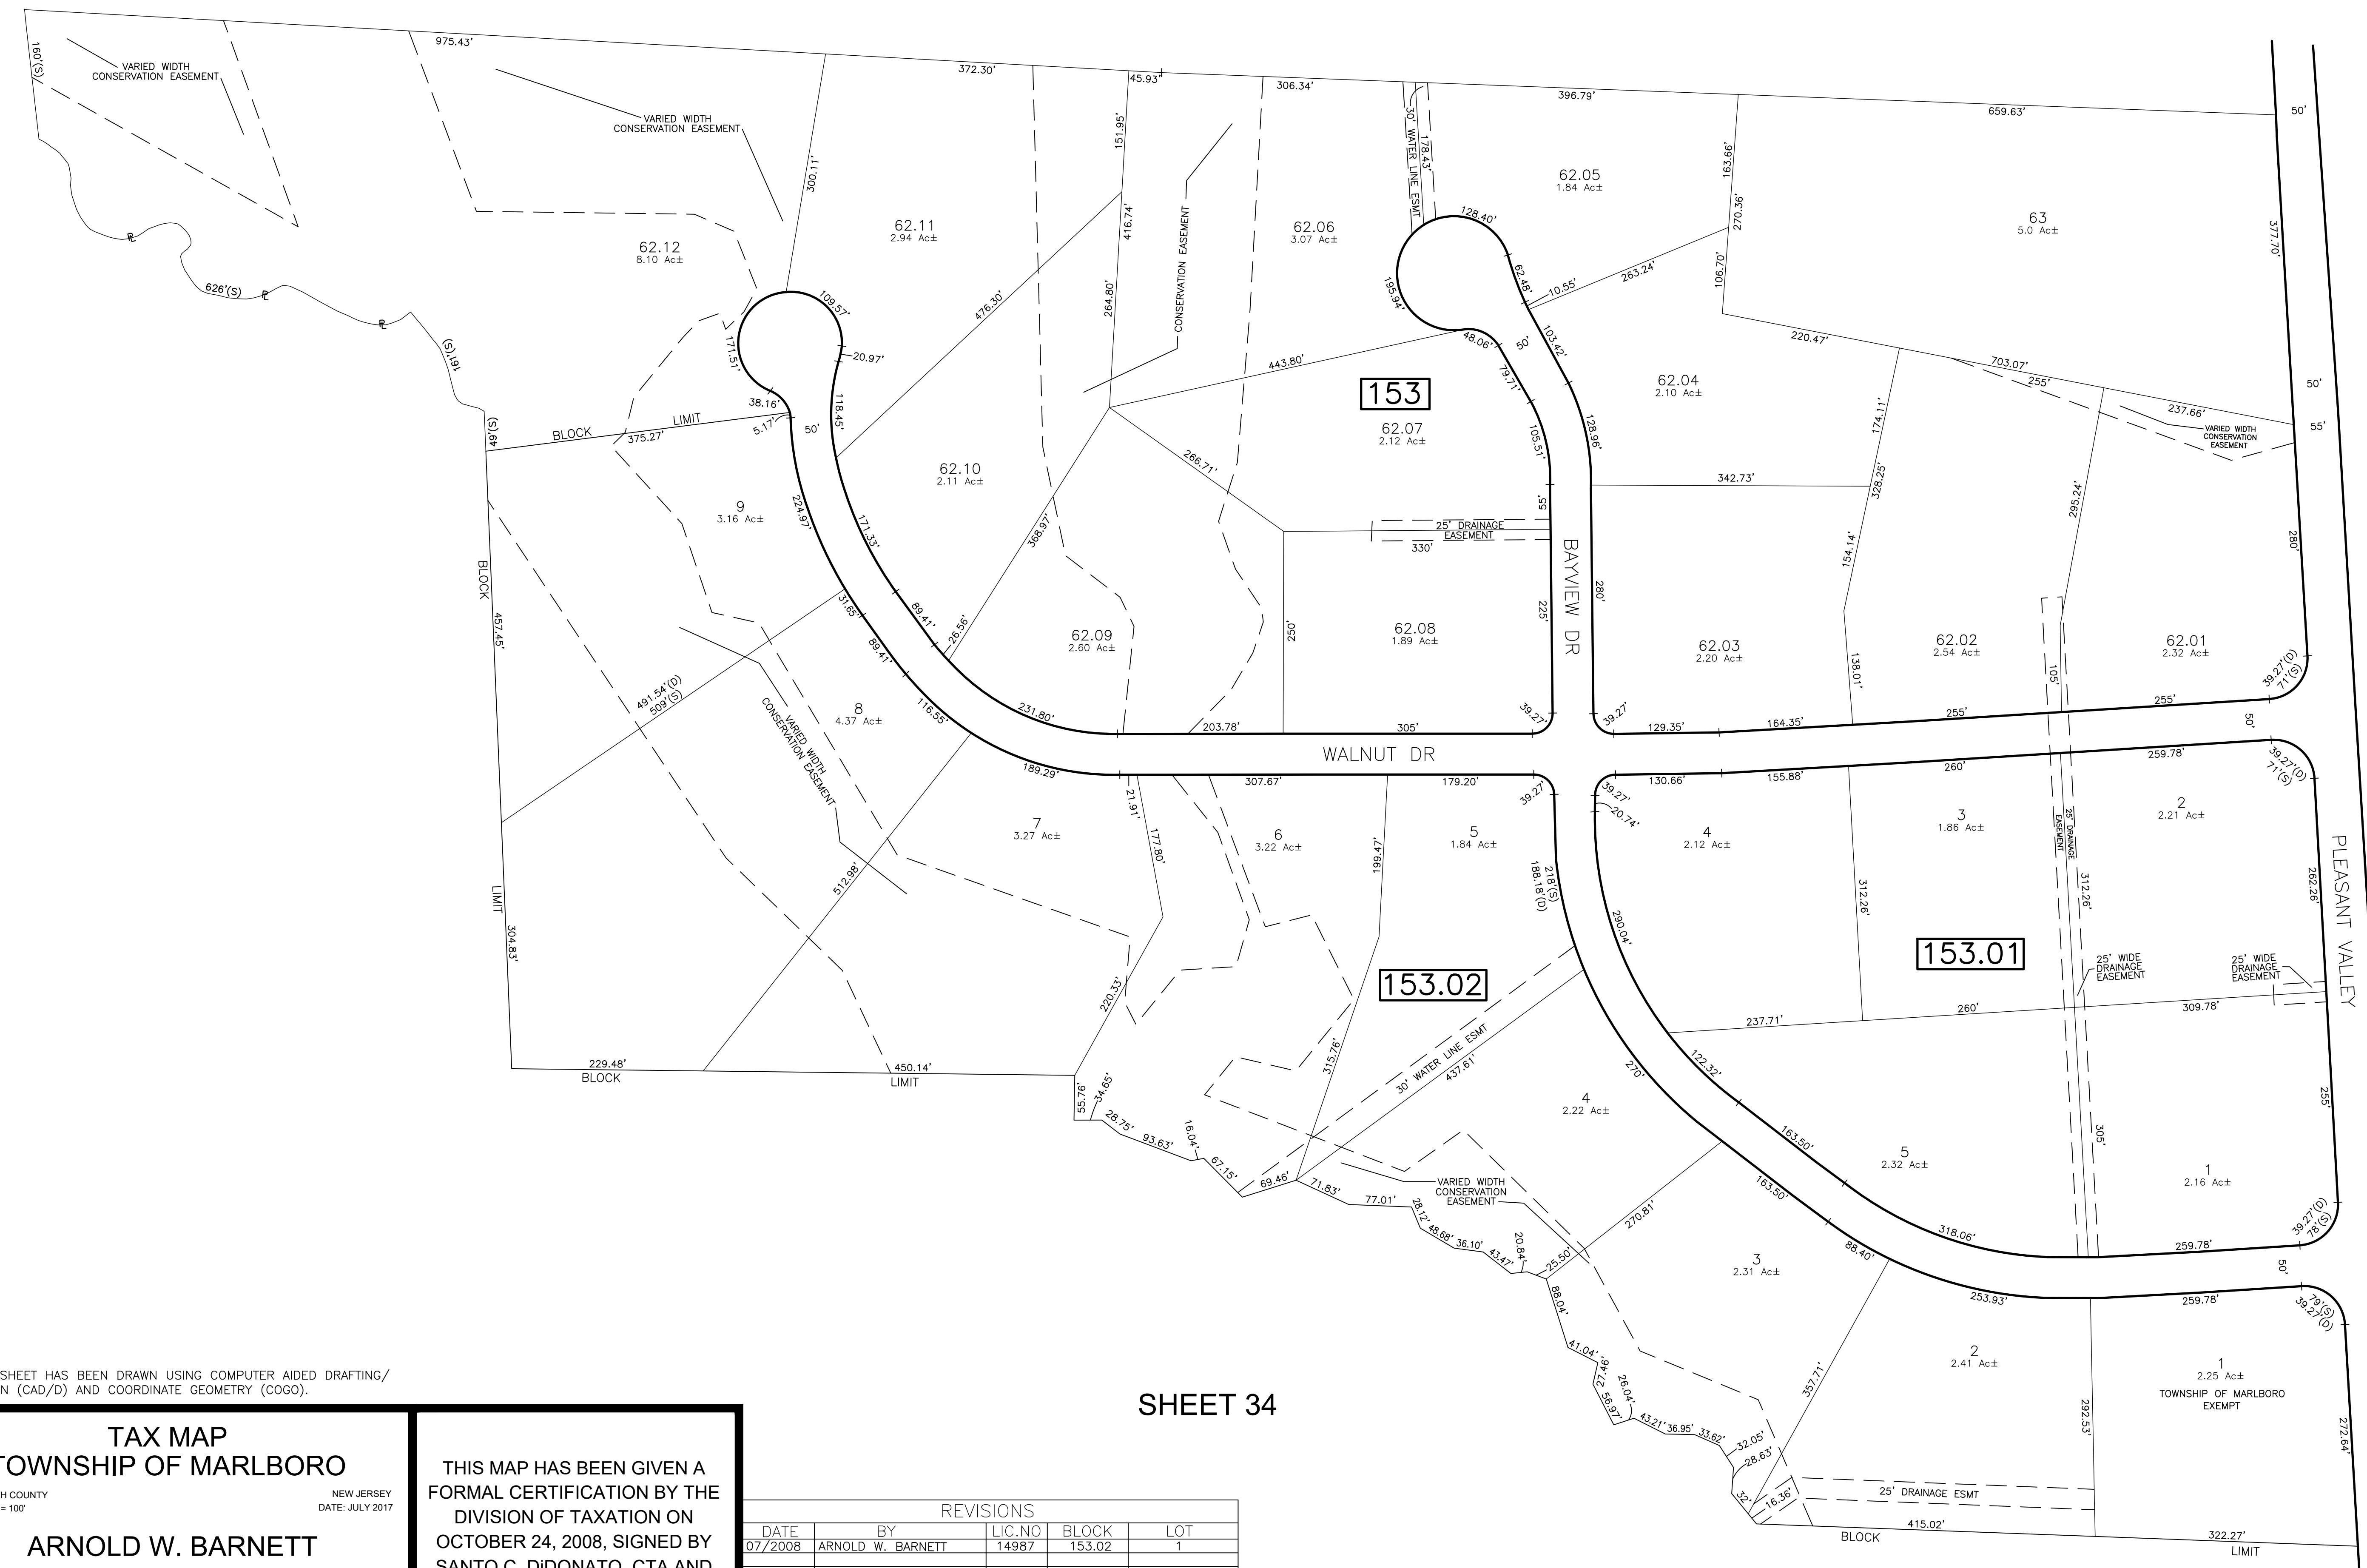 160'(S)
VARIED WIDTH
CONSERVATION EASEMENT
975.43'
VARIED WIDTH
CONSERVATION EASEMENT
372.30'
45.93'
306.34'
396.79'
659.63'
50'
300.11'
151.95'
416.74'
264.80'
CONSERVATION EASEMENT
30' WATER LINE ESMT
178.43'
163.66'
270.36'
106.70'
377.70'
62.12
8.10 Ac±
62.11
2.94 Ac±
62.06
3.07 Ac±
62.05
1.84 Ac±
63
5.0 Ac±
626'(S)
161'(S)
49'(S)
109.57'
171.51'
20.97'
38.16'
5.17'
118.45'
50'
476.30'
128.40'
195.94'
62.48'
10.55'
263.24'
48.06'
50'
103.42'
79.71'
443.80'
220.47'
703.07'
255'
237.66'
50'
55'
VARIED WIDTH
CONSERVATION
EASEMENT
BLOCK LIMIT
375.27'
153
62.07
2.12 Ac±
62.04
2.10 Ac±
174.11'
328.25'
154.14'
295.24'
280'
105.51'
128.96'
342.73'
266.71'
55'
25' DRAINAGE
EASEMENT
330'
62.10
2.11 Ac±
9
3.16 Ac±
224.97'
171.33'
368.97'
BLOCK
457.45'
31.65'
89.41'
89.41'
26.56'
62.09
2.60 Ac±
250'
62.08
1.89 Ac±
225'
BAYVIEW DR
280'
62.03
2.20 Ac±
138.01'
62.02
2.54 Ac±
105'
62.01
2.32 Ac±
39.27'(D)
71'(S)
491.54'(D)
509'(S)
8
4.37 Ac±
116.55'
231.80'
203.78'
305'
39.27'
39.27'
129.35'
164.35'
255'
255'
50'
WALNUT DR
VARIED WIDTH
CONSERVATION EASEMENT
189.29'
21.91'
177.80'
307.67'
179.20'
39.27'
39.27'
20.74'
130.66'
155.88'
260'
259.78'
39.27'(D)
71'(S)
7
3.27 Ac±
6
3.22 Ac±
5
1.84 Ac±
4
2.12 Ac±
3
1.86 Ac±
2
2.21 Ac±
25' DRAINAGE
EASEMENT
PLEASANT VALLEY
LIMIT
304.83'
512.98'
169.47'
218'(S)
188.18'(D)
290.04'
312.26'
312.26'
262.26'
220.33'
153.02
153.01
25' WIDE
DRAINAGE
EASEMENT
25' WIDE
DRAINAGE
EASEMENT
237.71'
260'
309.78'
229.48'
BLOCK
450.14'
LIMIT
315.76'
30' WATER LINE ESMT
437.61'
270'
122.32'
255'
55.76'
34.65'
28.75'
93.63'
16.04'
67.15'
69.46'
4
2.22 Ac±
163.50'
163.50'
305'
5
2.32 Ac±
1
2.16 Ac±
71.83'
77.01'
28.12'
48.68'
36.10'
43.47'
20.84'
25.50'
VARIED WIDTH
CONSERVATION
EASEMENT
270.81'
318.06'
259.78'
39.27'(D)
78'(S)
50'
88.40'
3
2.31 Ac±
253.93'
259.78'
79'(S)
39.27'(D)
88.04'
41.04'
27.46'
56.97'
26.04'
43.21'
36.95'
33.62'
32.05'
28.63'
32'
16.36'
357.71'
2
2.41 Ac±
292.53'
1
2.25 Ac±
TOWNSHIP OF MARLBORO
EXEMPT
272.64'
25' DRAINAGE ESMT
415.02'
BLOCK
322.27'
LIMIT
SHEET HAS BEEN DRAWN USING COMPUTER AIDED DRAFTING/
N (CAD/D) AND COORDINATE GEOMETRY (COGO).
SHEET 34
TAX MAP
TOWNSHIP OF MARLBORO
H COUNTY
NEW JERSEY
= 100'
DATE: JULY 2017
ARNOLD W. BARNETT
THIS MAP HAS BEEN GIVEN A
FORMAL CERTIFICATION BY THE
DIVISION OF TAXATION ON
OCTOBER 24, 2008, SIGNED BY
SANTO C. DiDONATO, CTA AND
REVISIONS
DATE BY LIC.NO BLOCK LOT
07/2008 ARNOLD W. BARNETT 14987 153.02 1